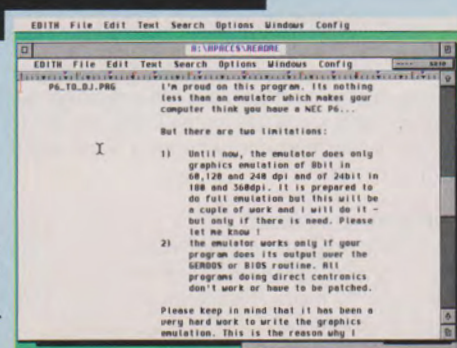 EDITH File Edit Text Search Options Windows Config
A:\HPACCS\README
EDITH File Edit Text Search Options Windows Config
P6_TO_DJ.PRG I'm proud on this program. Its nothing
less than an emulator which makes your
computer think you have a NEC P6...
But there are two limitations:
1) Until now, the emulator does only
graphics emulation of 8bit in
60,120 and 240 dpi and of 24bit in
180 and 360dpi. It is prepared to
do full emulation but this will be
a cuple of work and I will do it -
but only if there is need. Please
let me know !
2) the emulator works only if your
program does its output over the
GEMDOS or BIOS routine. All
programs doing direct centronics
don't work or have to be patched.
Please keep in mind that it has been a
very hard work to write the graphics
emulation. This is the reason why I